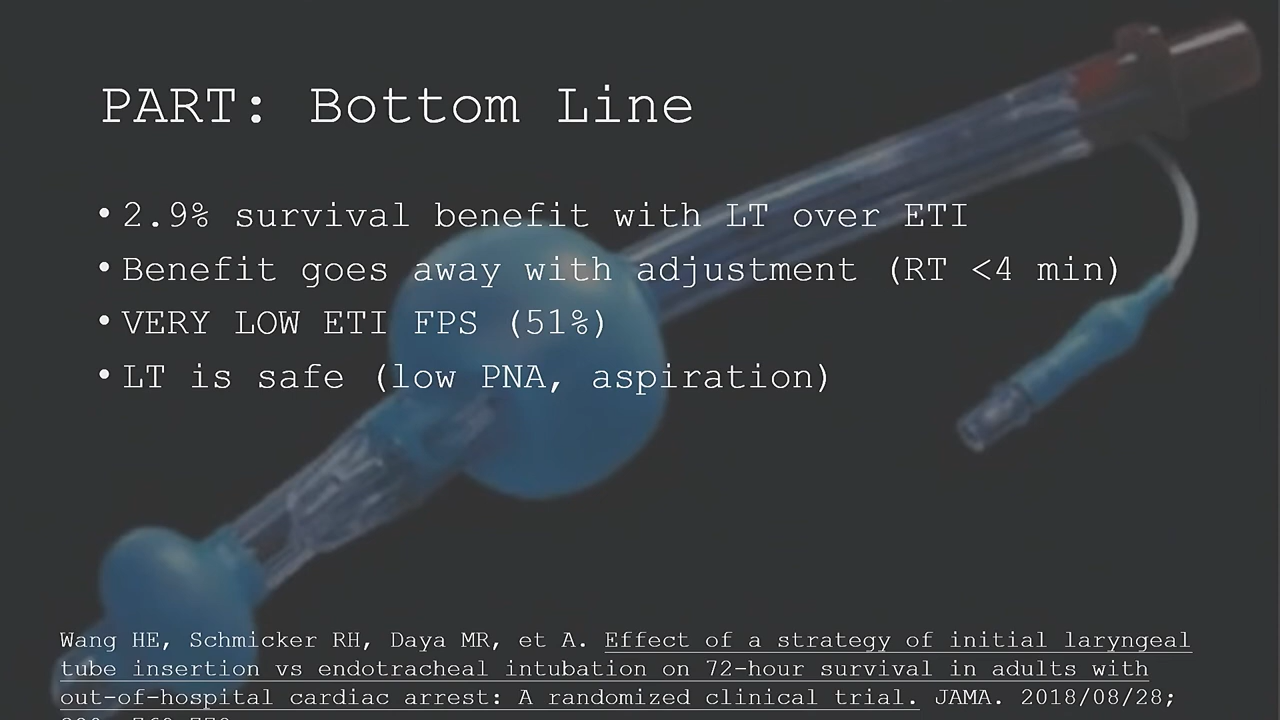 PART: Bottom Line
• 2.9% survival benefit with LT over ETI
• Benefit goes away with adjustment (RT <4 min)
• VERY LOW ETI FPS (51%)
• LT is safe (low PNA, aspiration)
Wang HE, Schmicker RH, Daya MR, et A. Effect of a strategy of initial laryngeal
tube insertion vs endotracheal intubation on 72-hour survival in adults with
out-of-hospital cardiac arrest: A randomized clinical trial. JAMA. 2018/08/28;